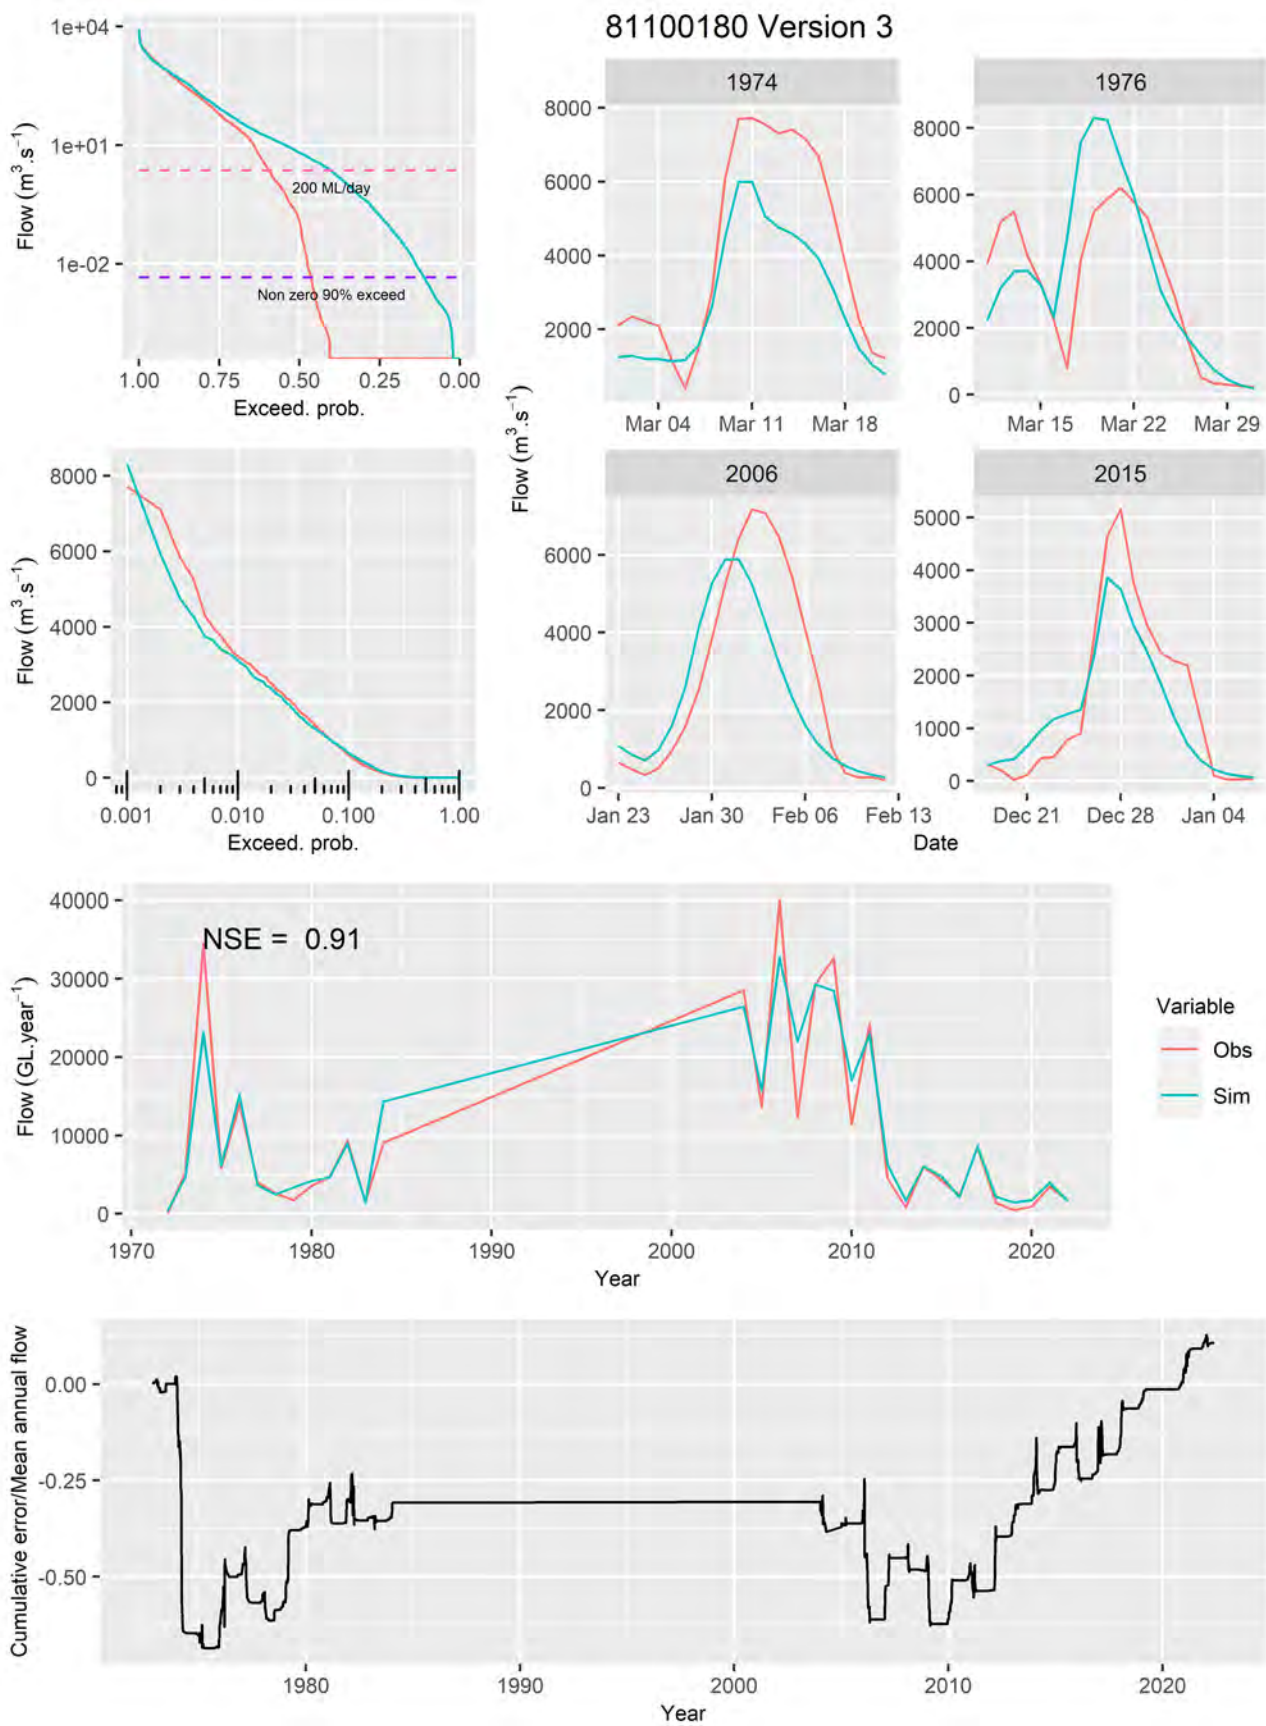 81100180 Version 3
1e+04
1e+01
1e-02
Flow (m³.s⁻¹)
200 ML/day
Non zero 90% exceed
1.00 0.75 0.50 0.25 0.00
Exceed. prob.
8000
6000
4000
2000
0
Flow (m³.s⁻¹)
0.001 0.010 0.100 1.00
Exceed. prob.
Flow (m³.s⁻¹)
1974
8000
6000
4000
2000
Mar 04 Mar 11 Mar 18
1976
8000
6000
4000
2000
0
Mar 15 Mar 22 Mar 29
2006
6000
4000
2000
0
Jan 23 Jan 30 Feb 06 Feb 13
2015
5000
4000
3000
2000
1000
0
Dec 21 Dec 28 Jan 04
Date
NSE = 0.91
40000
30000
20000
10000
0
Flow (GL.year⁻¹)
1970 1980 1990 2000 2010 2020
Year
Variable
Obs
Sim
0.00
-0.25
-0.50
Cumulative error/Mean annual flow
1980 1990 2000 2010 2020
Year